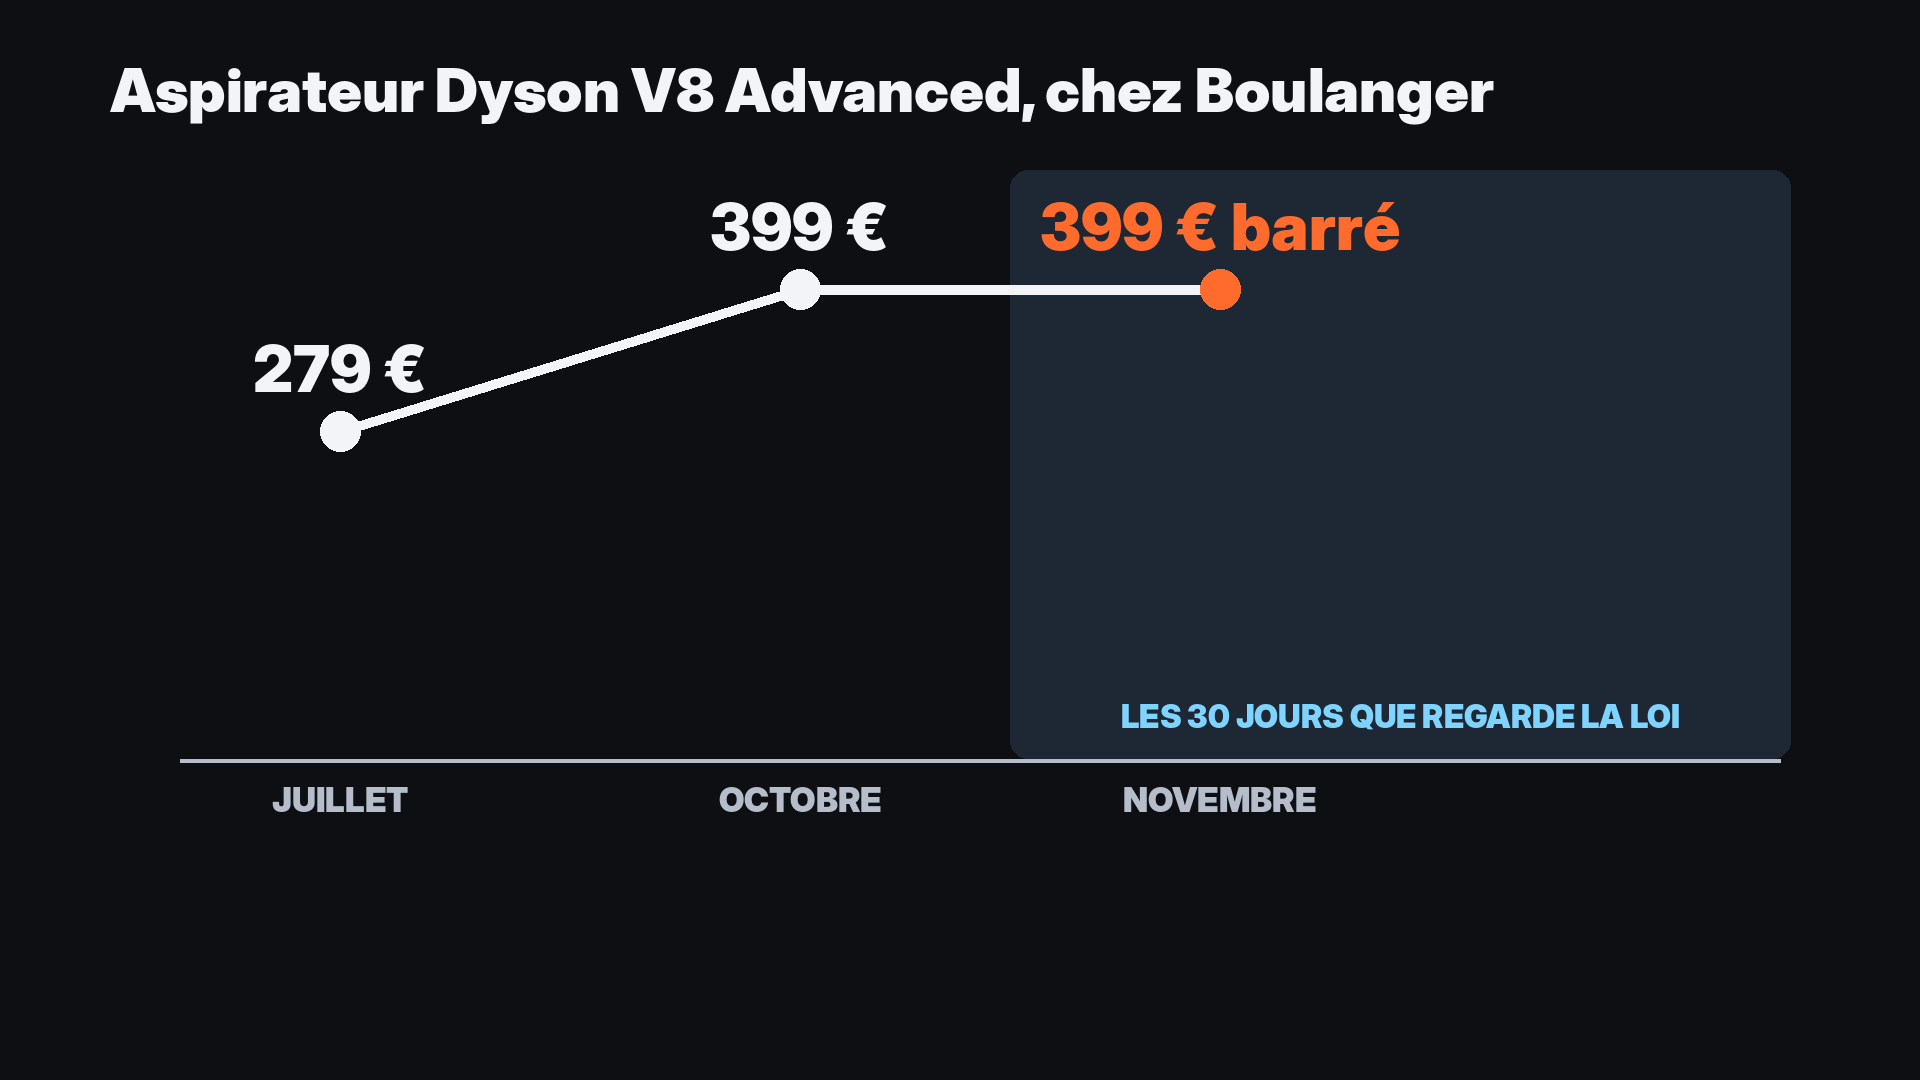 Aspirateur Dyson V8 Advanced, chez Boulanger
279 €
399 €
399 € barré
LES 30 JOURS QUE REGARDE LA LOI
JUILLET
OCTOBRE
NOVEMBRE